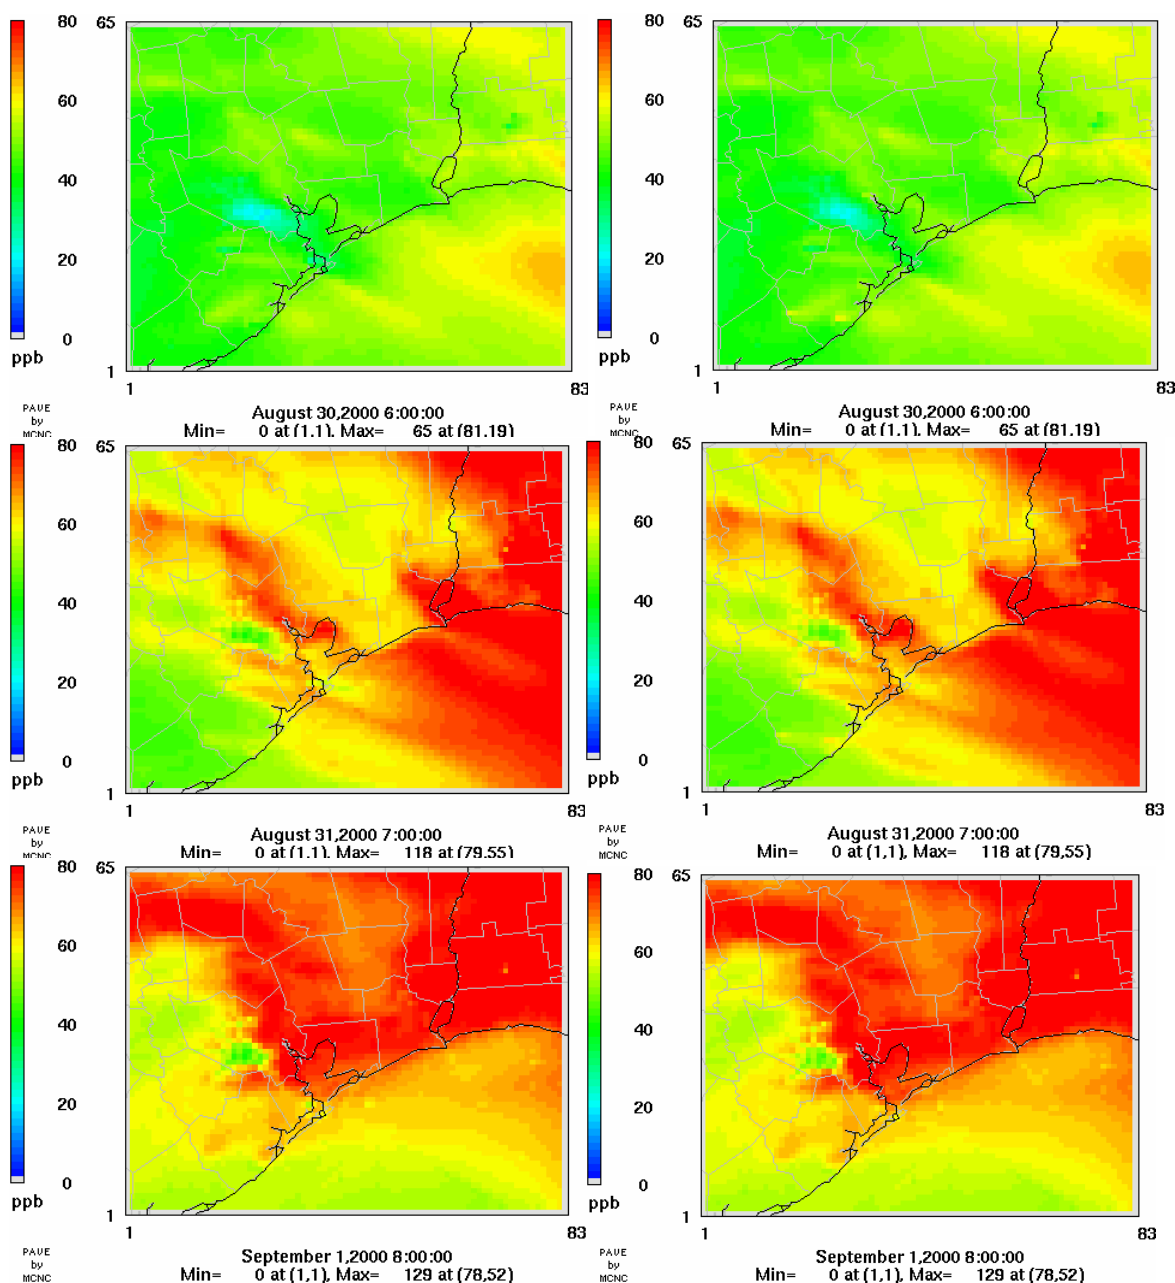 80 65 80 65
60 60
40 40
20 20
0 0
ppb 1 ppb 1
1 83 1 83
PAVE by MCNC August 30,2000 6:00:00 PAVE by MCNC August 30,2000 6:00:00
Min= 0 at (1,1), Max= 65 at (81,19) Min= 0 at (1,1), Max= 65 at (81,19)
80 65 80 65
60 60
40 40
20 20
0 0
ppb 1 ppb 1
1 83 1 83
PAVE by MCNC August 31,2000 7:00:00 PAVE by MCNC August 31,2000 7:00:00
Min= 0 at (1,1), Max= 118 at (79,55) Min= 0 at (1,1), Max= 118 at (79,55)
80 65 80 65
60 60
40 40
20 20
0 0
ppb 1 ppb 1
1 83 1 83
PAVE by MCNC September 1,2000 8:00:00 PAVE by MCNC September 1,2000 8:00:00
Min= 0 at (1,1), Max= 129 at (78,52) Min= 0 at (1,1), Max= 129 at (78,52)